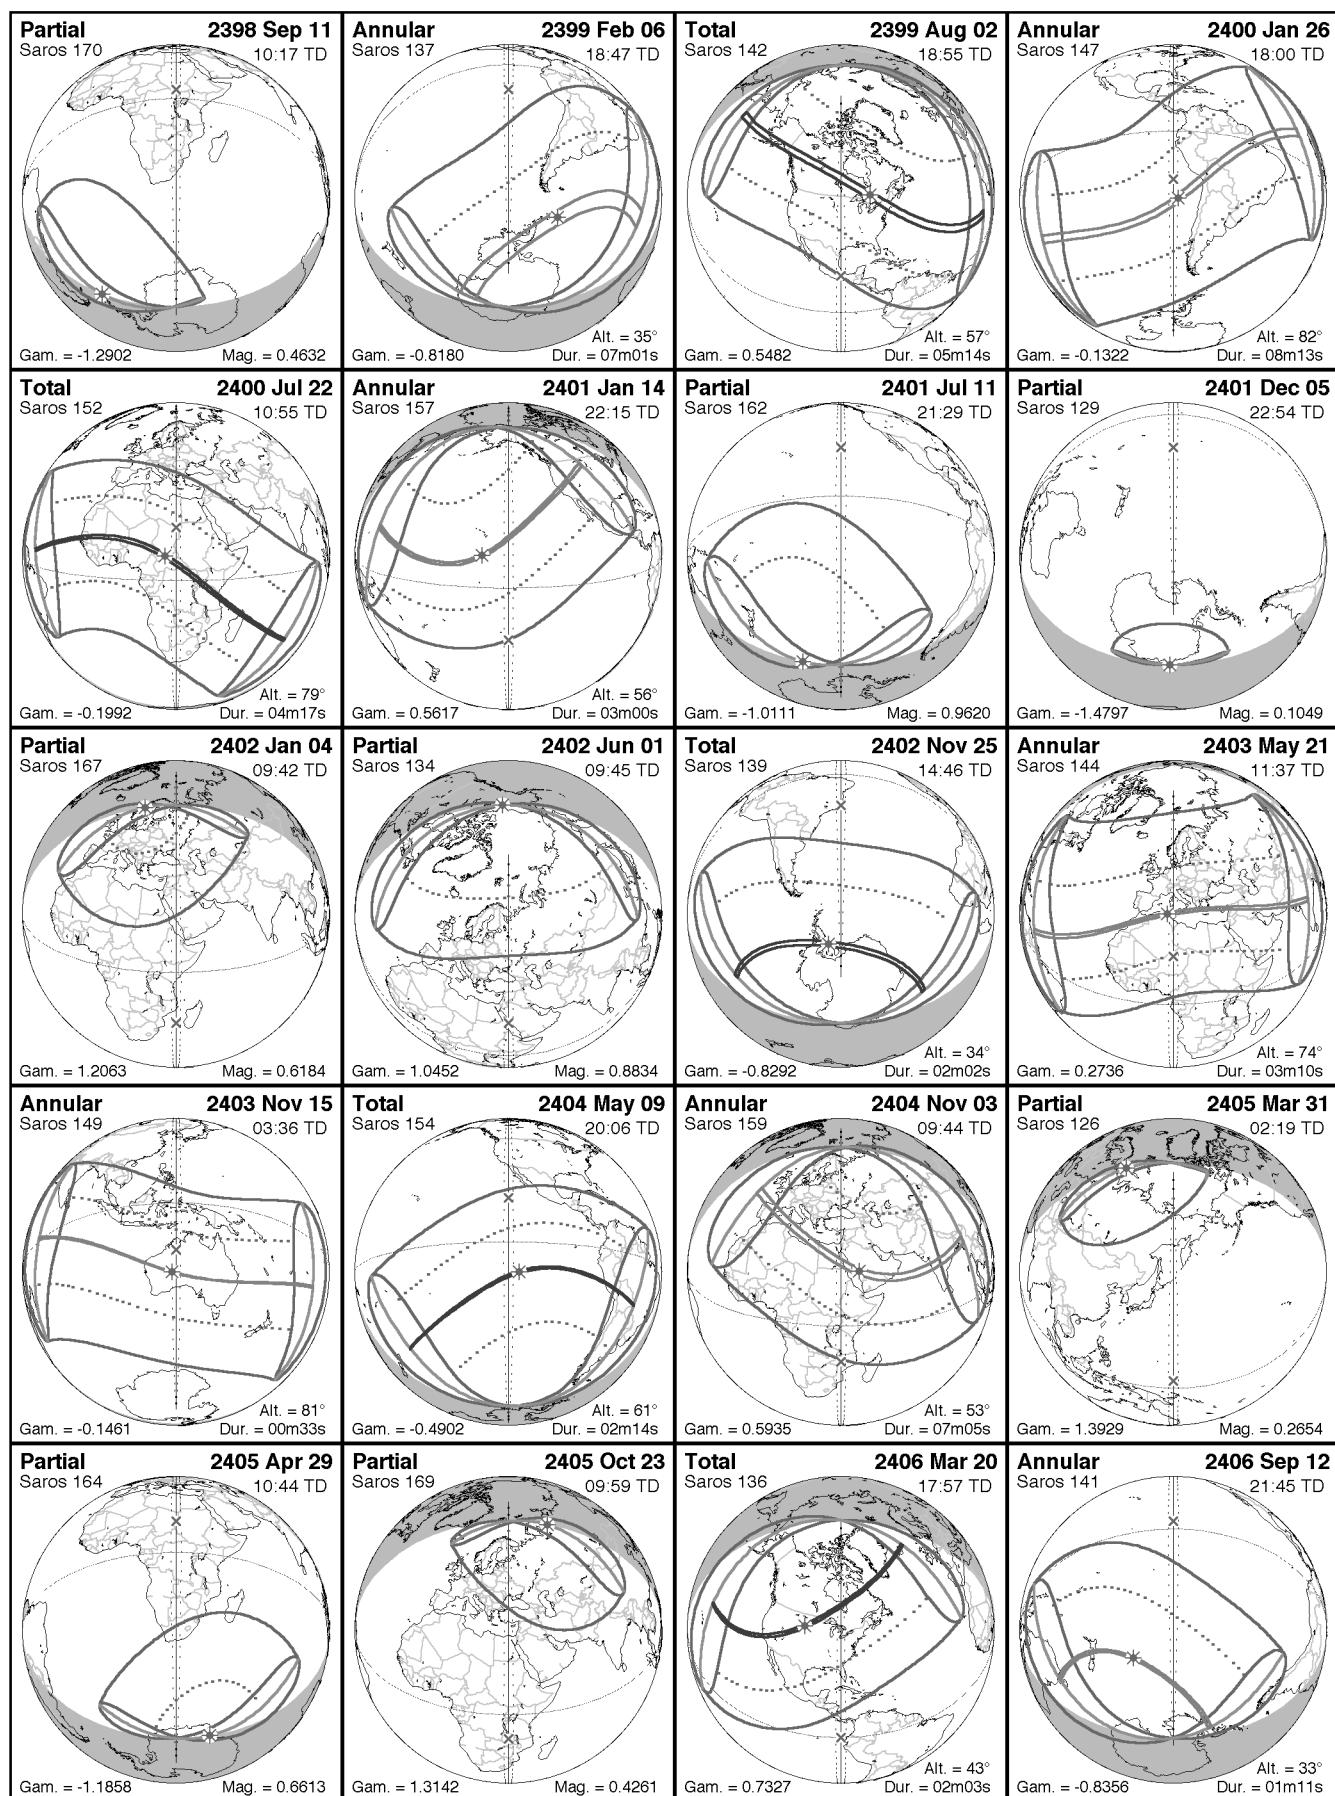 Partial 2398 Sep 11
Saros 170 10:17 TD
Gam. = -1.2902 Mag. = 0.4632
Annular 2399 Feb 06
Saros 137 18:47 TD
Alt. = 35°
Gam. = -0.8180 Dur. = 07m01s
Total 2399 Aug 02
Saros 142 18:55 TD
Alt. = 57°
Gam. = 0.5482 Dur. = 05m14s
Annular 2400 Jan 26
Saros 147 18:00 TD
Alt. = 82°
Gam. = -0.1322 Dur. = 08m13s
Total 2400 Jul 22
Saros 152 10:55 TD
Alt. = 79°
Gam. = -0.1992 Dur. = 04m17s
Annular 2401 Jan 14
Saros 157 22:15 TD
Alt. = 56°
Gam. = 0.5617 Dur. = 03m00s
Partial 2401 Jul 11
Saros 162 21:29 TD
Gam. = -1.0111 Mag. = 0.9620
Partial 2401 Dec 05
Saros 129 22:54 TD
Gam. = -1.4797 Mag. = 0.1049
Partial 2402 Jan 04
Saros 167 09:42 TD
Gam. = 1.2063 Mag. = 0.6184
Partial 2402 Jun 01
Saros 134 09:45 TD
Gam. = 1.0452 Mag. = 0.8834
Total 2402 Nov 25
Saros 139 14:46 TD
Alt. = 34°
Gam. = -0.8292 Dur. = 02m02s
Annular 2403 May 21
Saros 144 11:37 TD
Alt. = 74°
Gam. = 0.2736 Dur. = 03m10s
Annular 2403 Nov 15
Saros 149 03:36 TD
Alt. = 81°
Gam. = -0.1461 Dur. = 00m33s
Total 2404 May 09
Saros 154 20:06 TD
Alt. = 61°
Gam. = -0.4902 Dur. = 02m14s
Annular 2404 Nov 03
Saros 159 09:44 TD
Alt. = 53°
Gam. = 0.5935 Dur. = 07m05s
Partial 2405 Mar 31
Saros 126 02:19 TD
Gam. = 1.3929 Mag. = 0.2654
Partial 2405 Apr 29
Saros 164 10:44 TD
Gam. = -1.1858 Mag. = 0.6613
Partial 2405 Oct 23
Saros 169 09:59 TD
Gam. = 1.3142 Mag. = 0.4261
Total 2406 Mar 20
Saros 136 17:57 TD
Alt. = 43°
Gam. = 0.7327 Dur. = 02m03s
Annular 2406 Sep 12
Saros 141 21:45 TD
Alt. = 33°
Gam. = -0.8356 Dur. = 01m11s